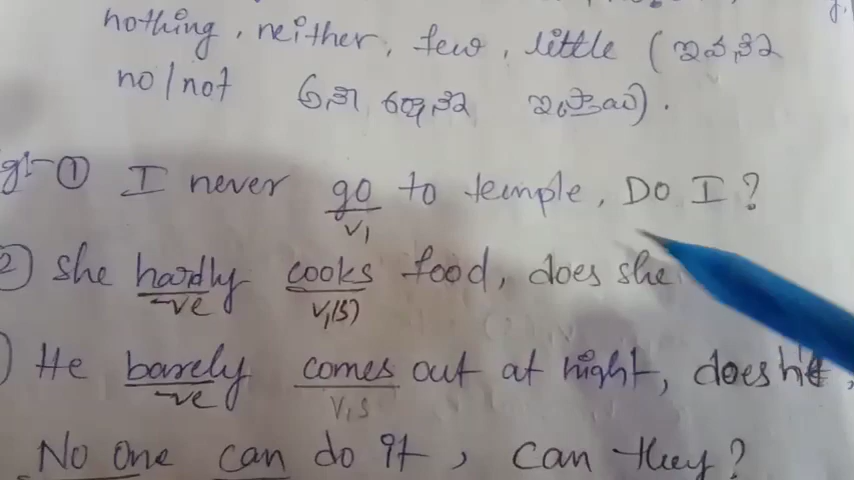 nothing, neither, few, little (
no/not
eg:- ① I never go to temple, Do I?
V1
2) She hardly cooks food, does she
-ve V1(s)
) He barely comes out at night, does he,
-ve V1s
No one can do it, can they?